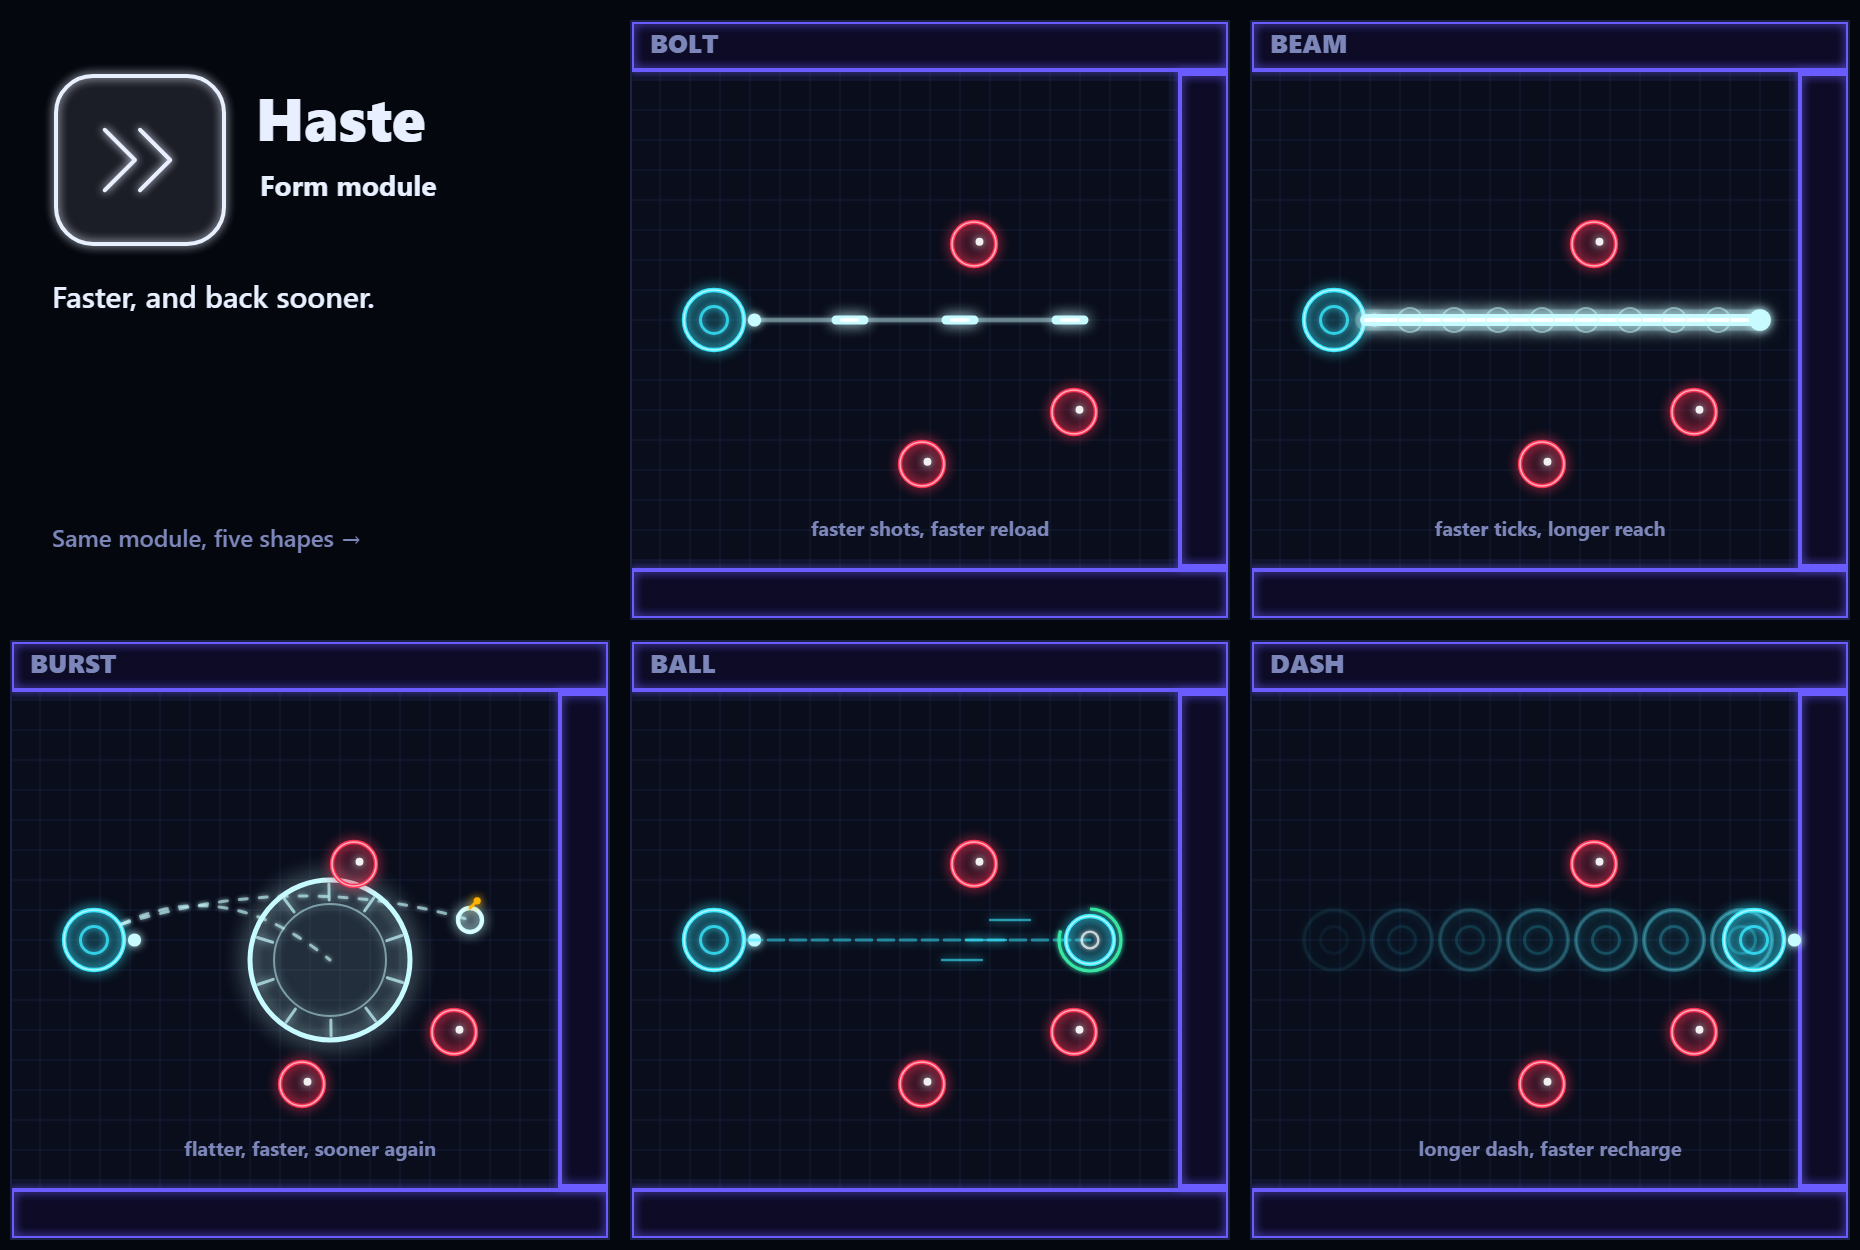 Haste
Form module
Faster, and back sooner.
Same module, five shapes →
BOLT
faster shots, faster reload
BEAM
faster ticks, longer reach
BURST
flatter, faster, sooner again
BALL
DASH
longer dash, faster recharge